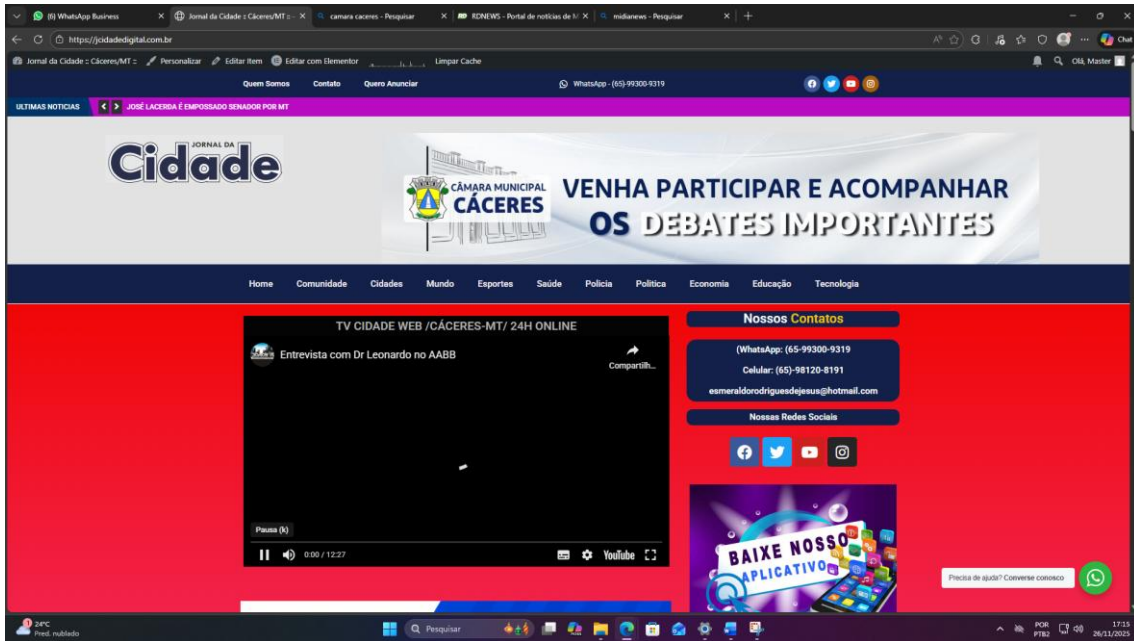 (6) WhatsApp Business
Jornal da Cidade :: Cáceres/MT ::
camara caceres - Pesquisar
RDNEWS - Portal de notícias de M
midianews - Pesquisar
https://jcidadedigital.com.br
Chat
Jornal da Cidade :: Cáceres/MT ::
Personalizar
Editar Item
Editar com Elementor
Limpar Cache
Olá, Master
Quem Somos
Contato
Quero Anunciar
WhatsApp - (65)-99300-9319
ULTIMAS NOTICIAS
JOSÉ LACERDA É EMPOSSADO SENADOR POR MT
JORNAL DA
Cidade
CÂMARA MUNICIPAL
CÁCERES
VENHA PARTICIPAR E ACOMPANHAR
OS DEBATES IMPORTANTES
Home
Comunidade
Cidades
Mundo
Esportes
Saúde
Policia
Politica
Economia
Educação
Tecnologia
TV CIDADE WEB /CÁCERES-MT/ 24H ONLINE
Entrevista com Dr Leonardo no AABB
Compartilh...
Pausa (k)
0:00 / 12:27
YouTube
Nossos Contatos
(WhatsApp: (65-99300-9319
Celular: (65)-98120-8191
esmeraldorodriguesdejesus@hotmail.com
Nossas Redes Sociais
BAIXE NOSSO
APLICATIVO
Precisa de ajuda? Converse conosco
1
24°C
Pred. nublado
Pesquisar
POR
PTB2
17:15
26/11/2025